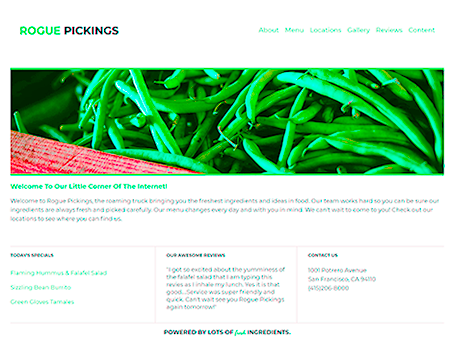 ROGUE PICKINGS
About Menu Locations Gallery Reviews Content
Welcome To Our Little Corner Of The Internet!
Welcome to Rogue Pickings, the roaming truck bringing you the freshest ingredients and ideas in food. Our team works hard so you can be sure our
ingredients are always fresh and picked carefully. Our menu changes every day and with you in mind. We can't wait to come to you! Check out our
locations to see where you can find us.
TODAY'S SPECIALS
Flaming Hummus & Falafel Salad
Sizzling Bean Burrito
Green Gloves Tamales
OUR AWESOME REVIEWS
"I got so excited about the yumminess of
the falafel salad that I am typing this
review as I inhale my lunch. Yes it is that
good....Service was super friendly and
quick. Can't wait see you Rogue Pickings
again tomorrow!"
CONTACT US
1001 Potrero Avenue
San Francisco, CA 94110
(415)206-8000
POWERED BY LOTS OF fresh INGREDIENTS.